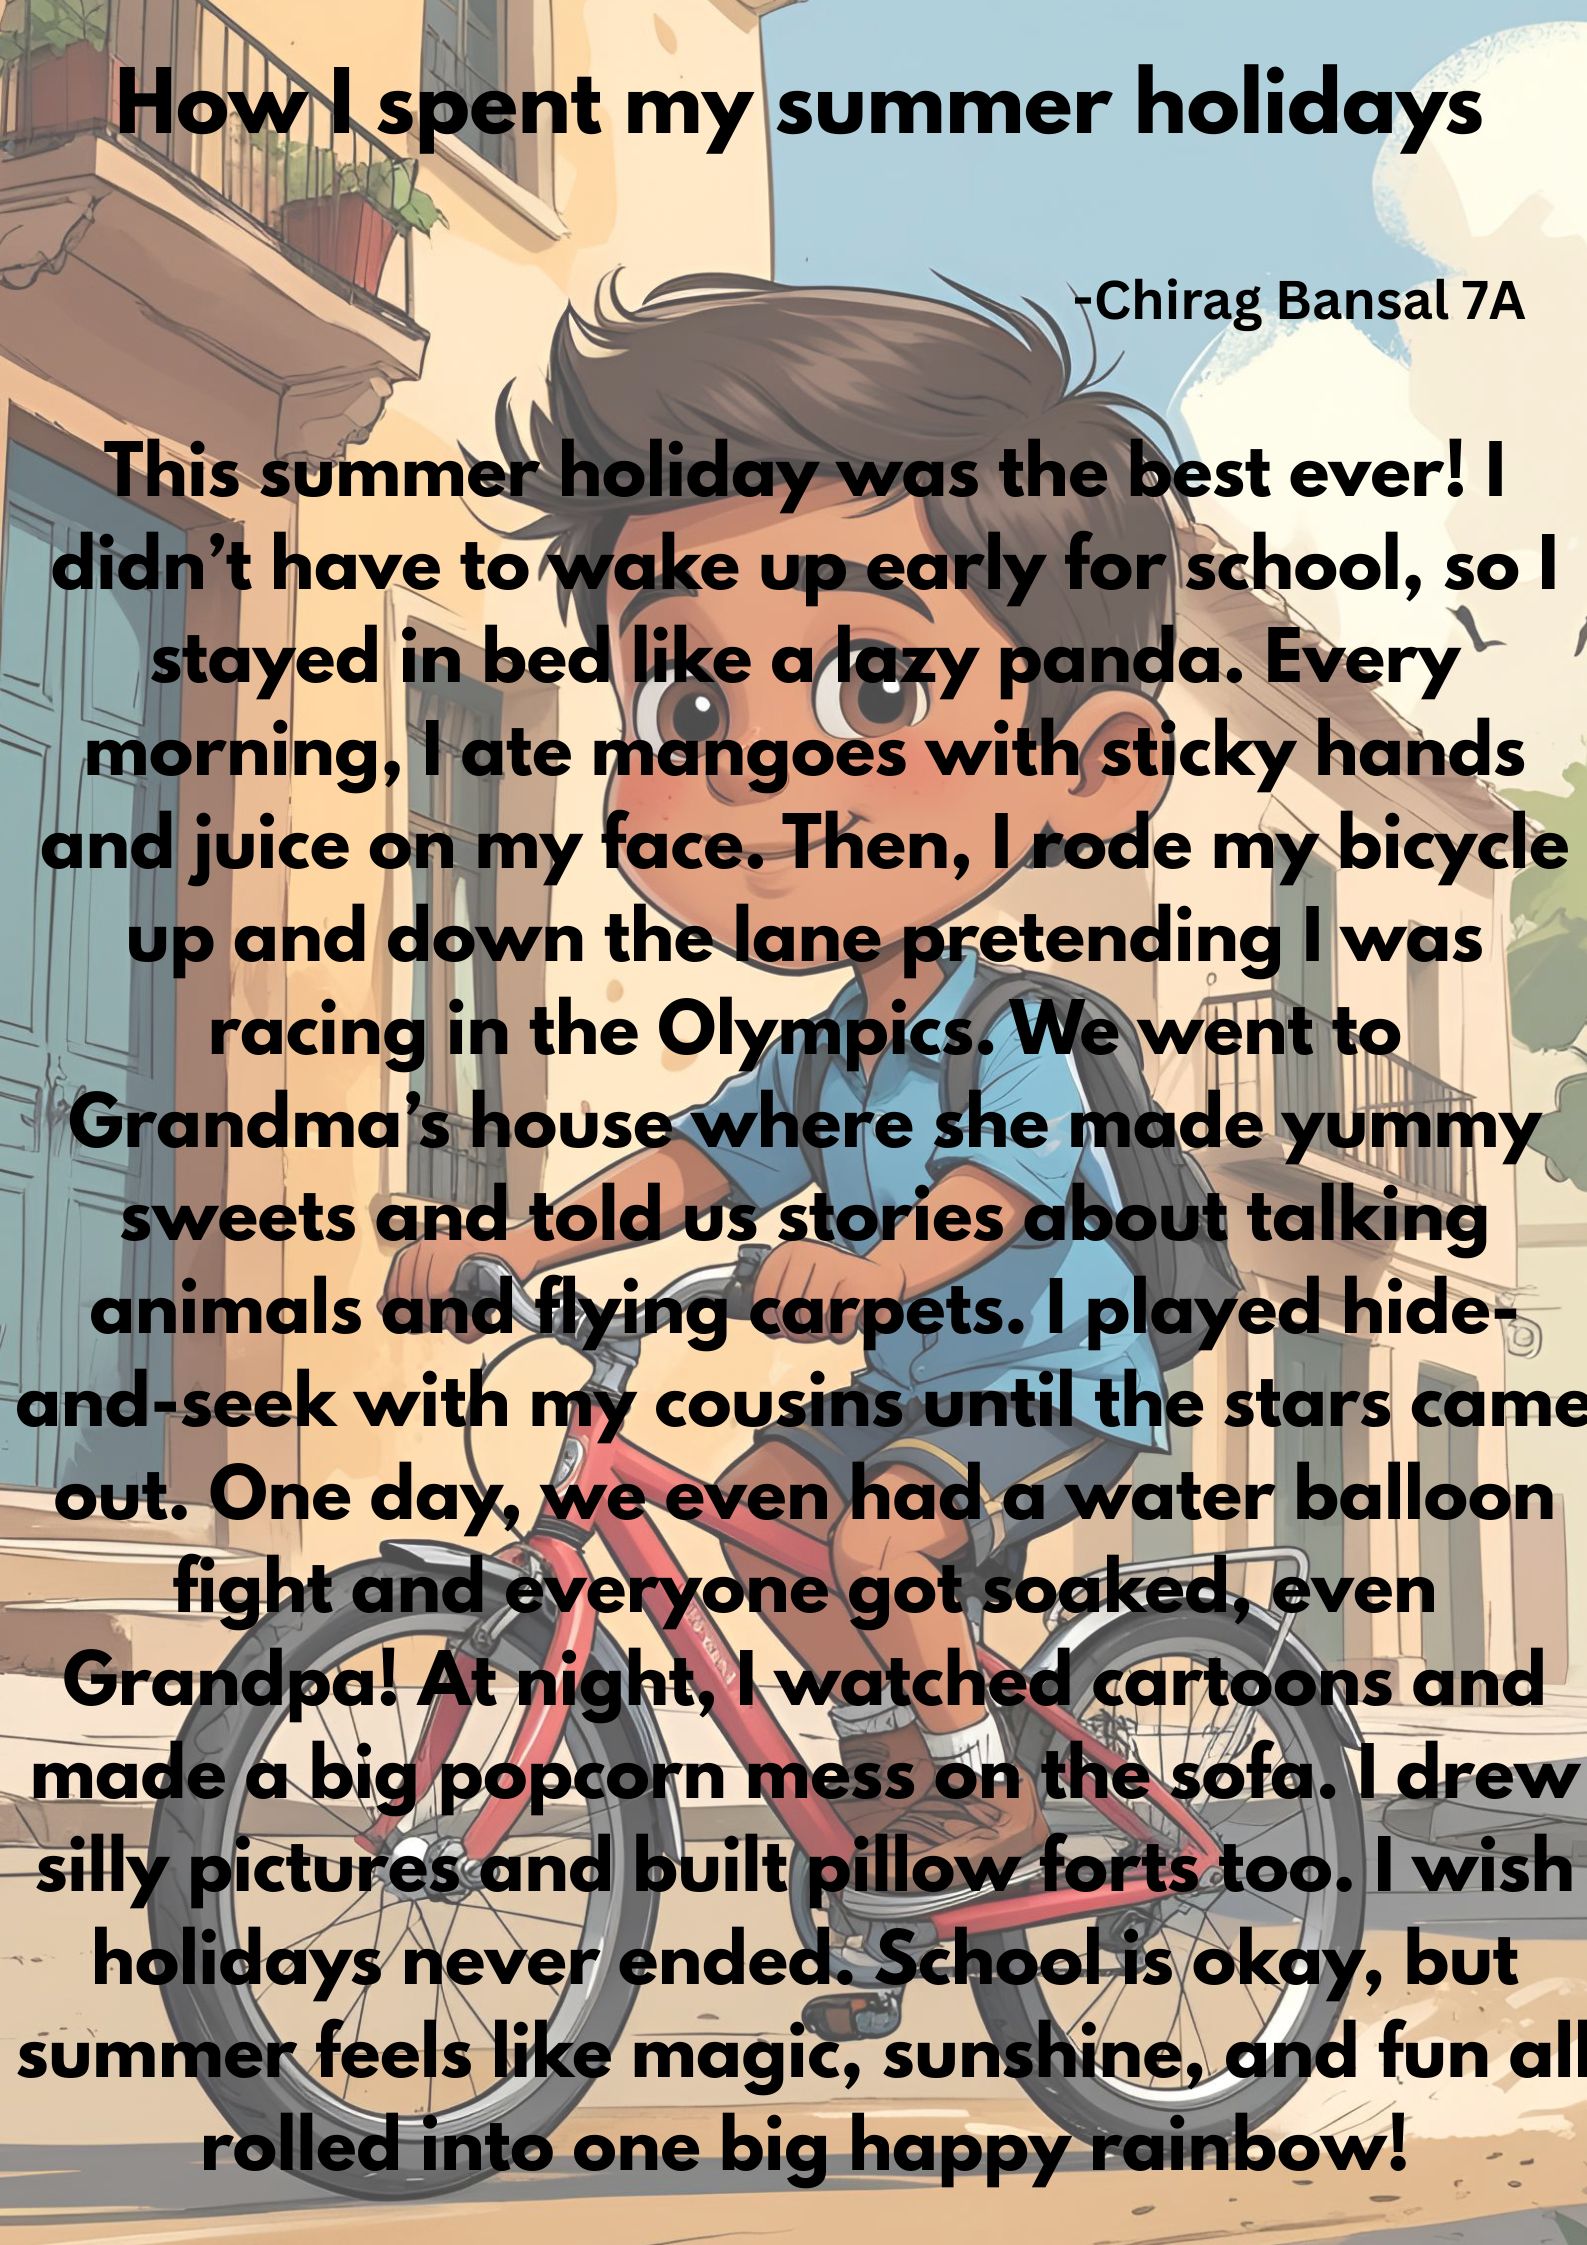 How I spent my summer holidays
-Chirag Bansal 7A
This summer holiday was the best ever! I
didn’t have to wake up early for school, so I
stayed in bed like a lazy panda. Every
morning, I ate mangoes with sticky hands
and juice on my face. Then, I rode my bicycle
up and down the lane pretending I was
racing in the Olympics. We went to
Grandma’s house where she made yummy
sweets and told us stories about talking
animals and flying carpets. I played hide-
and-seek with my cousins until the stars came
out. One day, we even had a water balloon
fight and everyone got soaked, even
Grandpa! At night, I watched cartoons and
made a big popcorn mess on the sofa. I drew
silly pictures and built pillow forts too. I wish
holidays never ended. School is okay, but
summer feels like magic, sunshine, and fun all
rolled into one big happy rainbow!